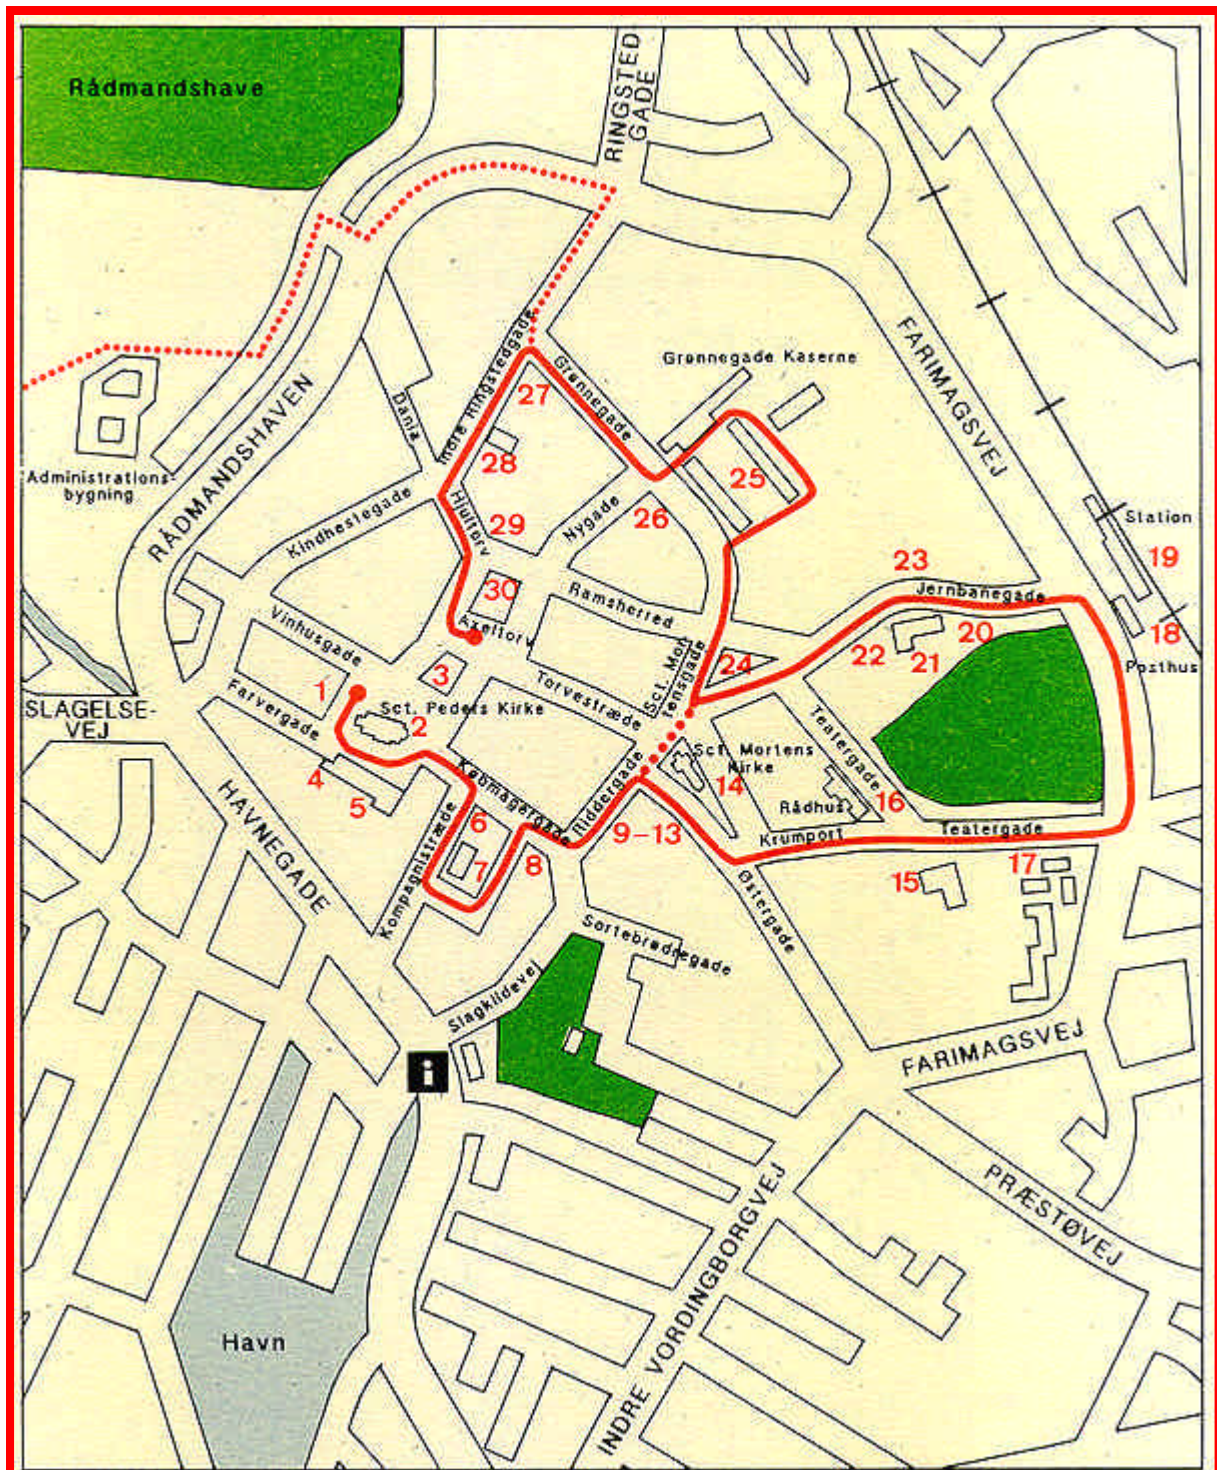 Rådmandshave
RINGSTED
GADE
FARIMAGSVEJ
Grønnegade Kaserne
Indre Ringstedgade
Grønnegade
27
Dania
28
25
Administrations-
bygning
RÅDMANDSHAVEN
Kindhestegade
Hjultorv
29
Nygade
26
Station
19
23
30
Ramsherred
Jernbanegade
Axeltorv
20
18
Vinhusgade
22
21
Posthus
3
Sct. Mor-
tensgade
24
1
Farvergade
Sct. Peders Kirke
2
Torvestræde
SLAGELSE-
VEJ
Teatergade
Sct. Mortens
Kirke
14
4
5
HAVNEGADE
Købmagergade
Riddergade
Rådhus
16
6
9–13
Krumport
Teatergade
7
8
Kompagnistræde
15
17
Østergade
Sortebrødregade
Slagkildevej
i
FARIMAGSVEJ
PRÆSTØVEJ
INDRE VORDINGBORGVEJ
Havn